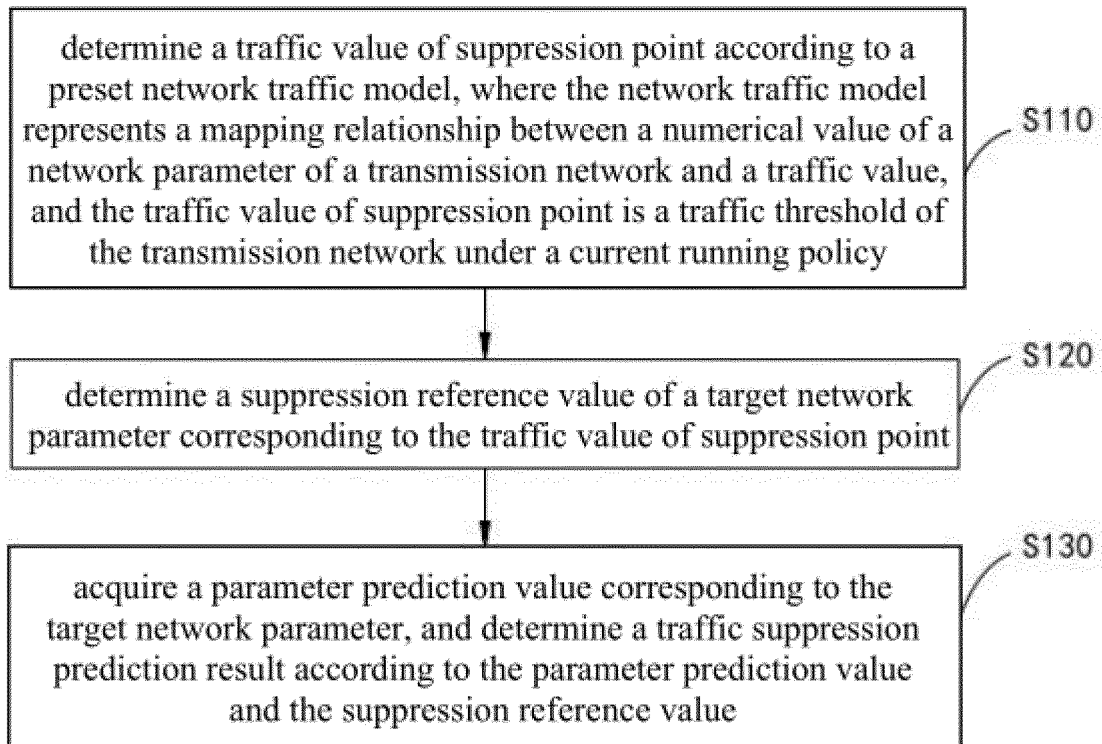 determine a traffic value of suppression point according to a
preset network traffic model, where the network traffic model
represents a mapping relationship between a numerical value of a
network parameter of a transmission network and a traffic value,
and the traffic value of suppression point is a traffic threshold of
the transmission network under a current running policy
S110
determine a suppression reference value of a target network
parameter corresponding to the traffic value of suppression point
S120
acquire a parameter prediction value corresponding to the
target network parameter, and determine a traffic suppression
prediction result according to the parameter prediction value
and the suppression reference value
S130